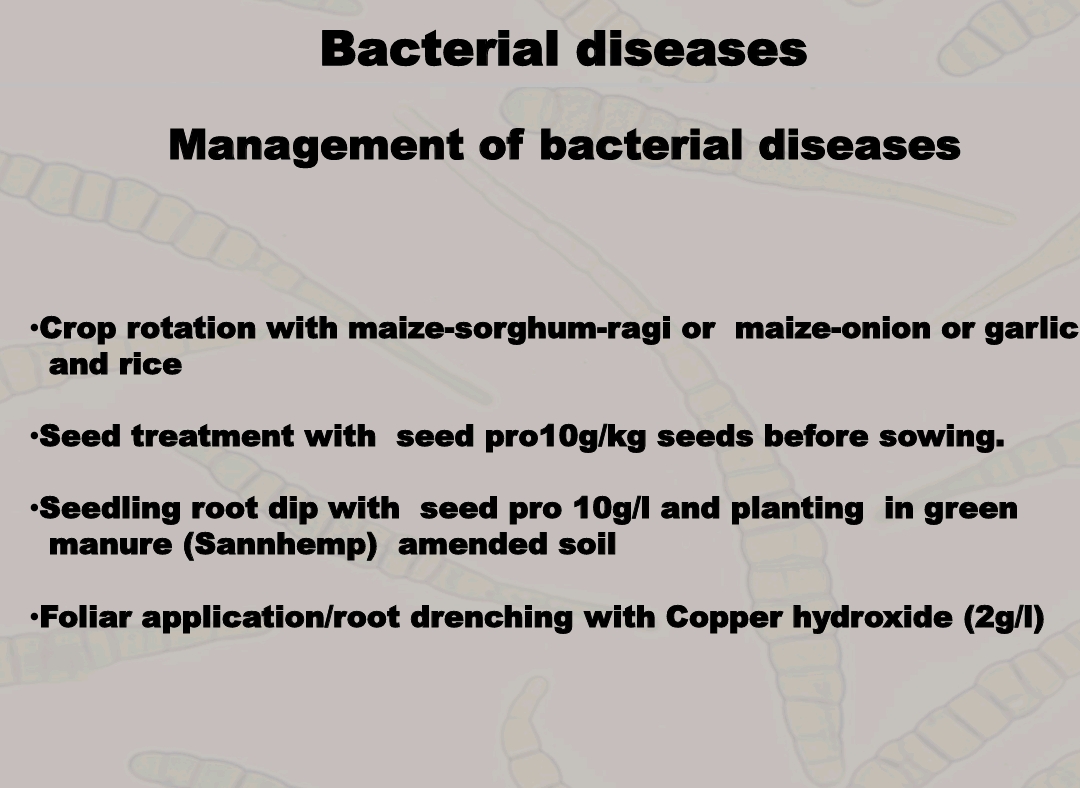 Bacterial diseases
Management of bacterial diseases
•Crop rotation with maize-sorghum-ragi or  maize-onion or garlic
and rice
•Seed treatment with  seed pro10g/kg seeds before sowing.
•Seedling root dip with  seed pro 10g/l and planting  in green
manure (Sannhemp)  amended soil
•Foliar application/root drenching with Copper hydroxide (2g/l)